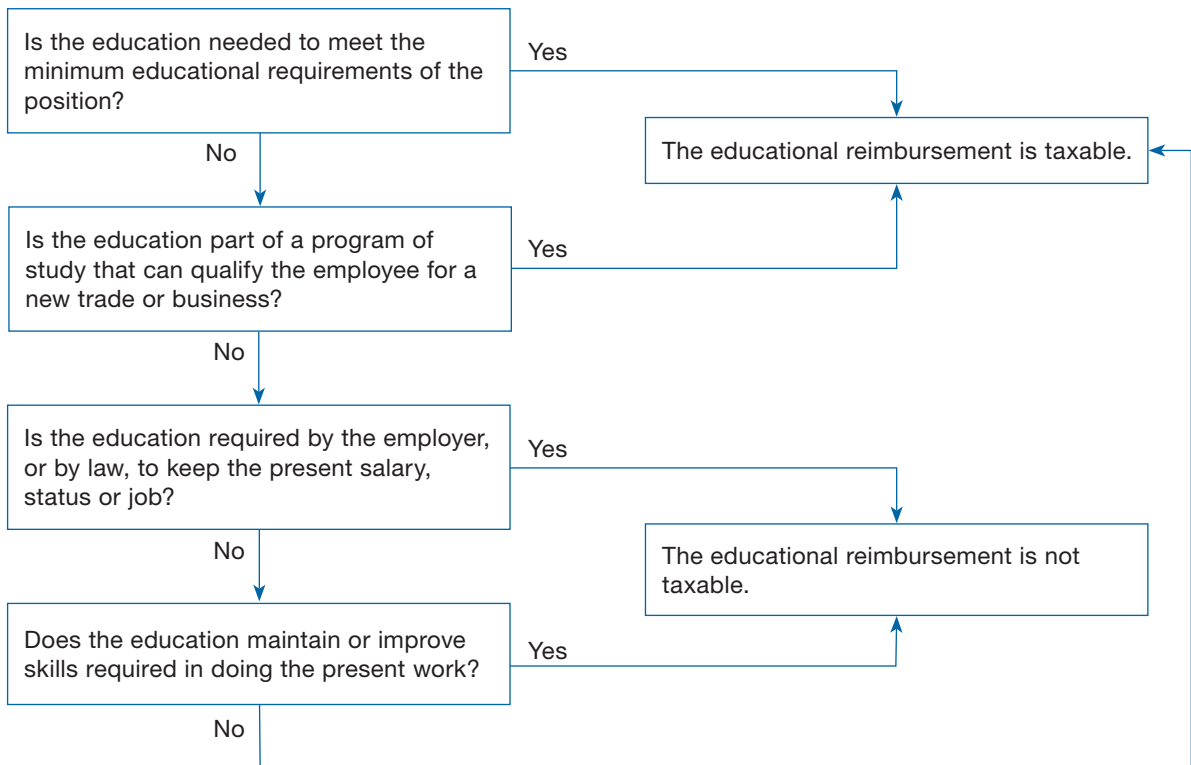 Is the education needed to meet the
minimum educational requirements of the
position?
Yes
The educational reimbursement is taxable.
No
Is the education part of a program of
study that can qualify the employee for a
new trade or business?
Yes
No
Is the education required by the employer,
or by law, to keep the present salary,
status or job?
Yes
No
The educational reimbursement is not
taxable.
Does the education maintain or improve
skills required in doing the present work?
Yes
No